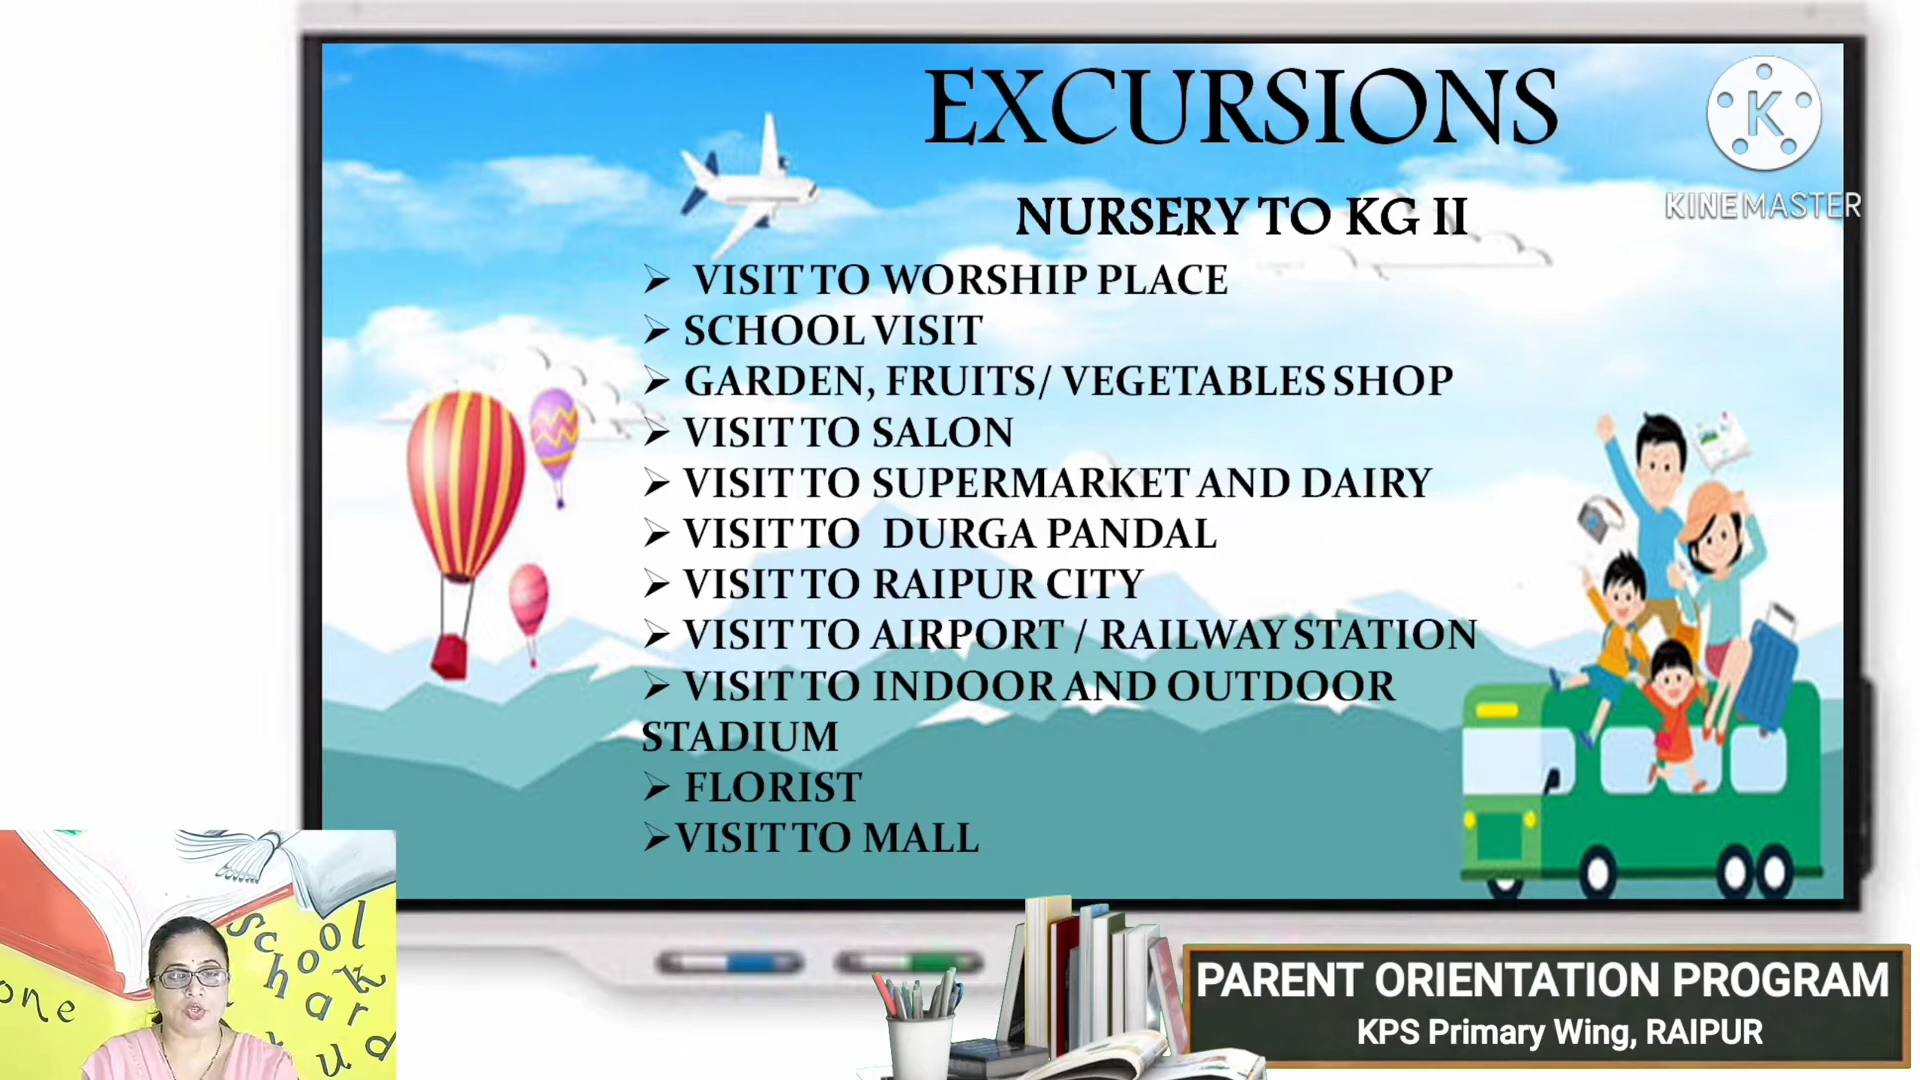 EXCURSIONS
K
KINEMASTER
NURSERY TO KG II
➢ VISIT TO WORSHIP PLACE
➢ SCHOOL VISIT
➢ GARDEN, FRUITS/ VEGETABLES SHOP
➢ VISIT TO SALON
➢ VISIT TO SUPERMARKET AND DAIRY
➢ VISIT TO DURGA PANDAL
➢ VISIT TO RAIPUR CITY
➢ VISIT TO AIRPORT / RAILWAY STATION
➢ VISIT TO INDOOR AND OUTDOOR
STADIUM
➢ FLORIST
➢VISIT TO MALL
school
one
PARENT ORIENTATION PROGRAM
KPS Primary Wing, RAIPUR